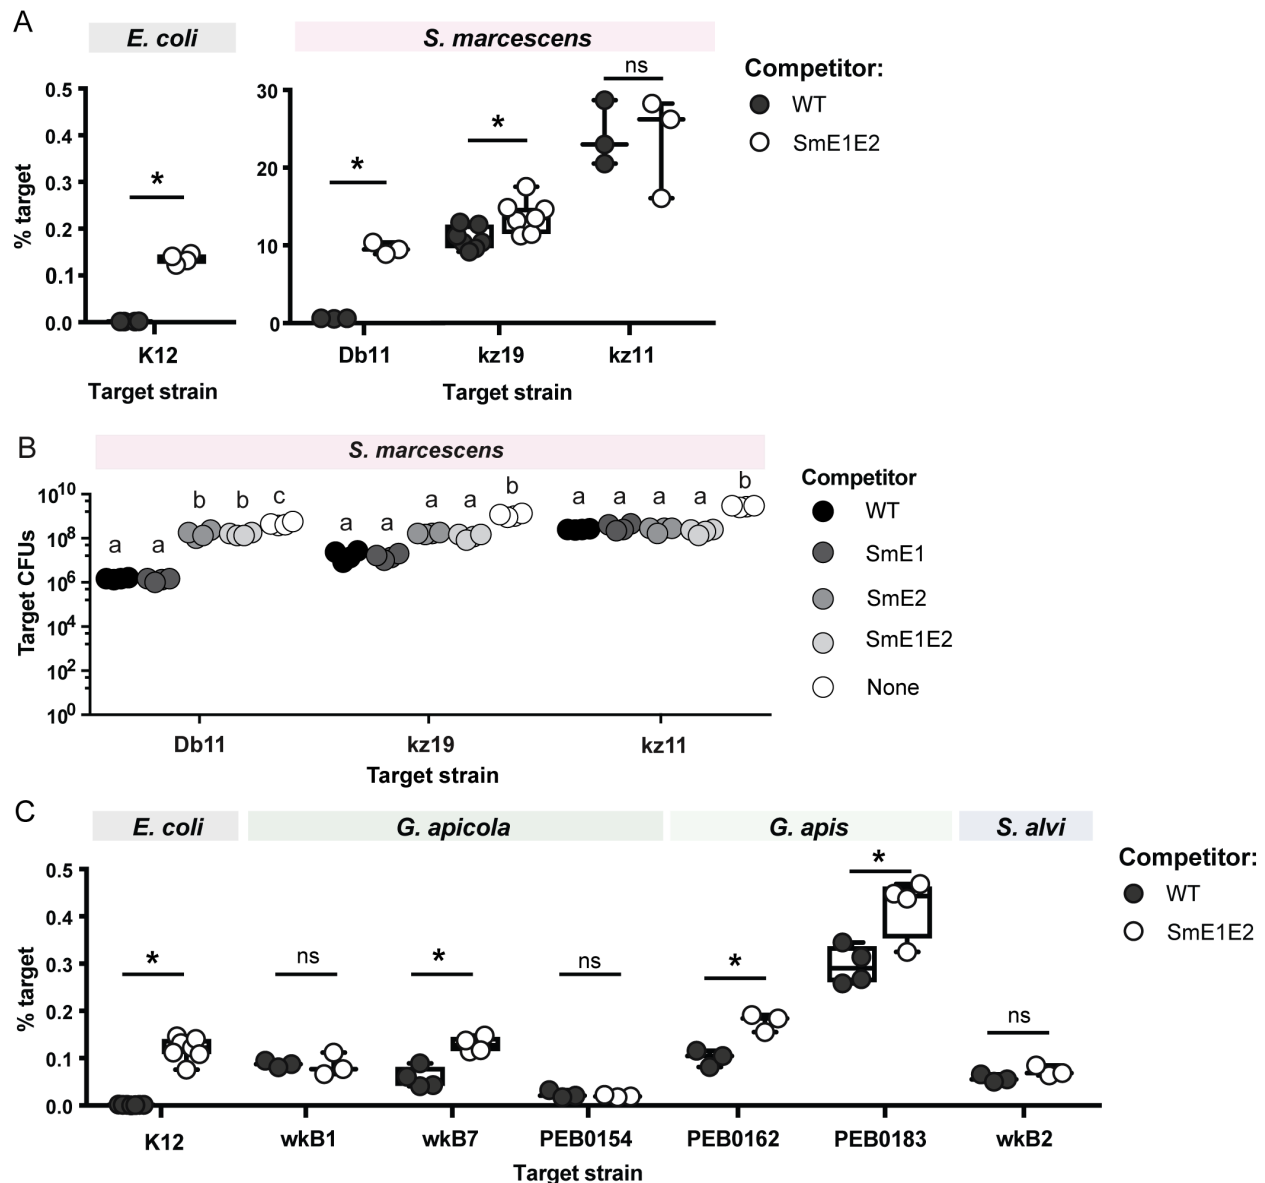 A
E. coli
S. marcescens
Competitor:
WT
SmE1E2
% target
0.5
0.4
0.3
0.2
0.1
0.0
*
K12
Target strain
30
20
10
0
*
*
ns
Db11
kz19
kz11
Target strain
B
S. marcescens
Target CFUs
10^10
10^8
10^6
10^4
10^2
10^0
a a b b c
a a a a b
a a a a b
Db11
kz19
kz11
Target strain
Competitor
WT
SmE1
SmE2
SmE1E2
None
C
E. coli
G. apicola
G. apis
S. alvi
Competitor:
WT
SmE1E2
% target
0.5
0.4
0.3
0.2
0.1
0.0
*
ns
*
ns
*
*
ns
K12
wkB1
wkB7
PEB0154
PEB0162
PEB0183
wkB2
Target strain